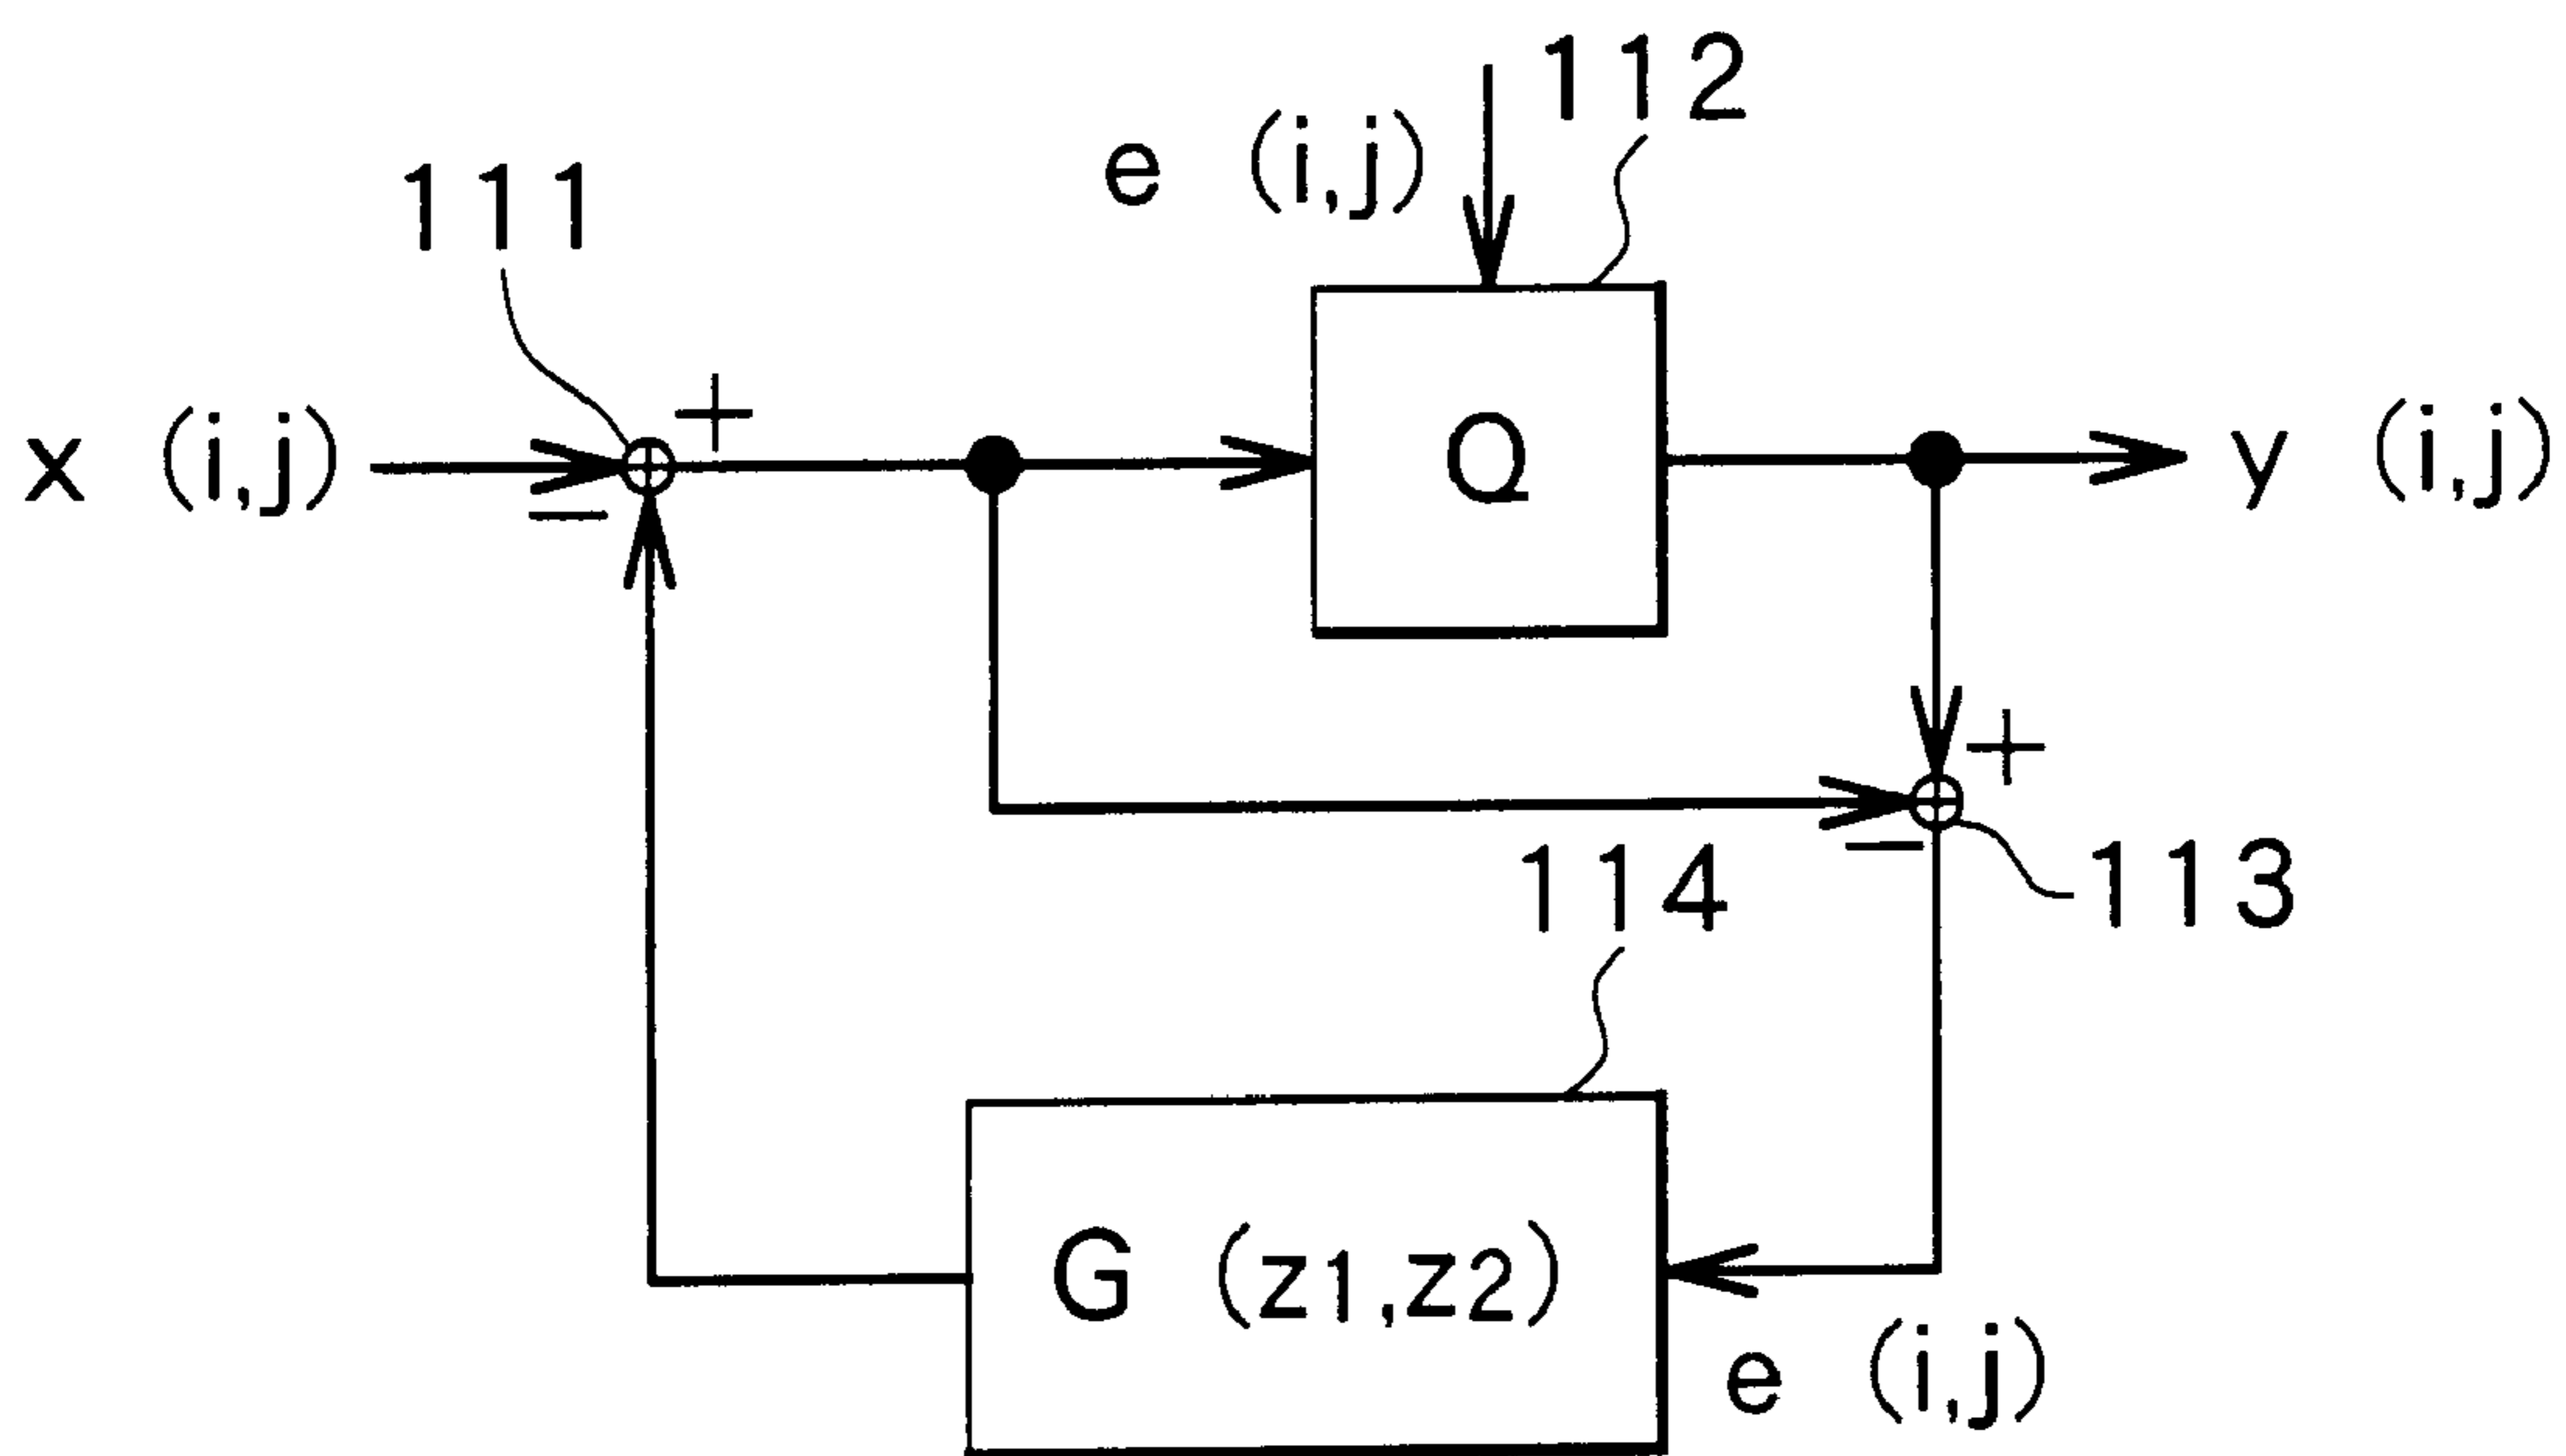 112
e (i,j)
111
+
x (i,j)
−
Q
y (i,j)
+
−
113
114
G (z1,z2)
e (i,j)